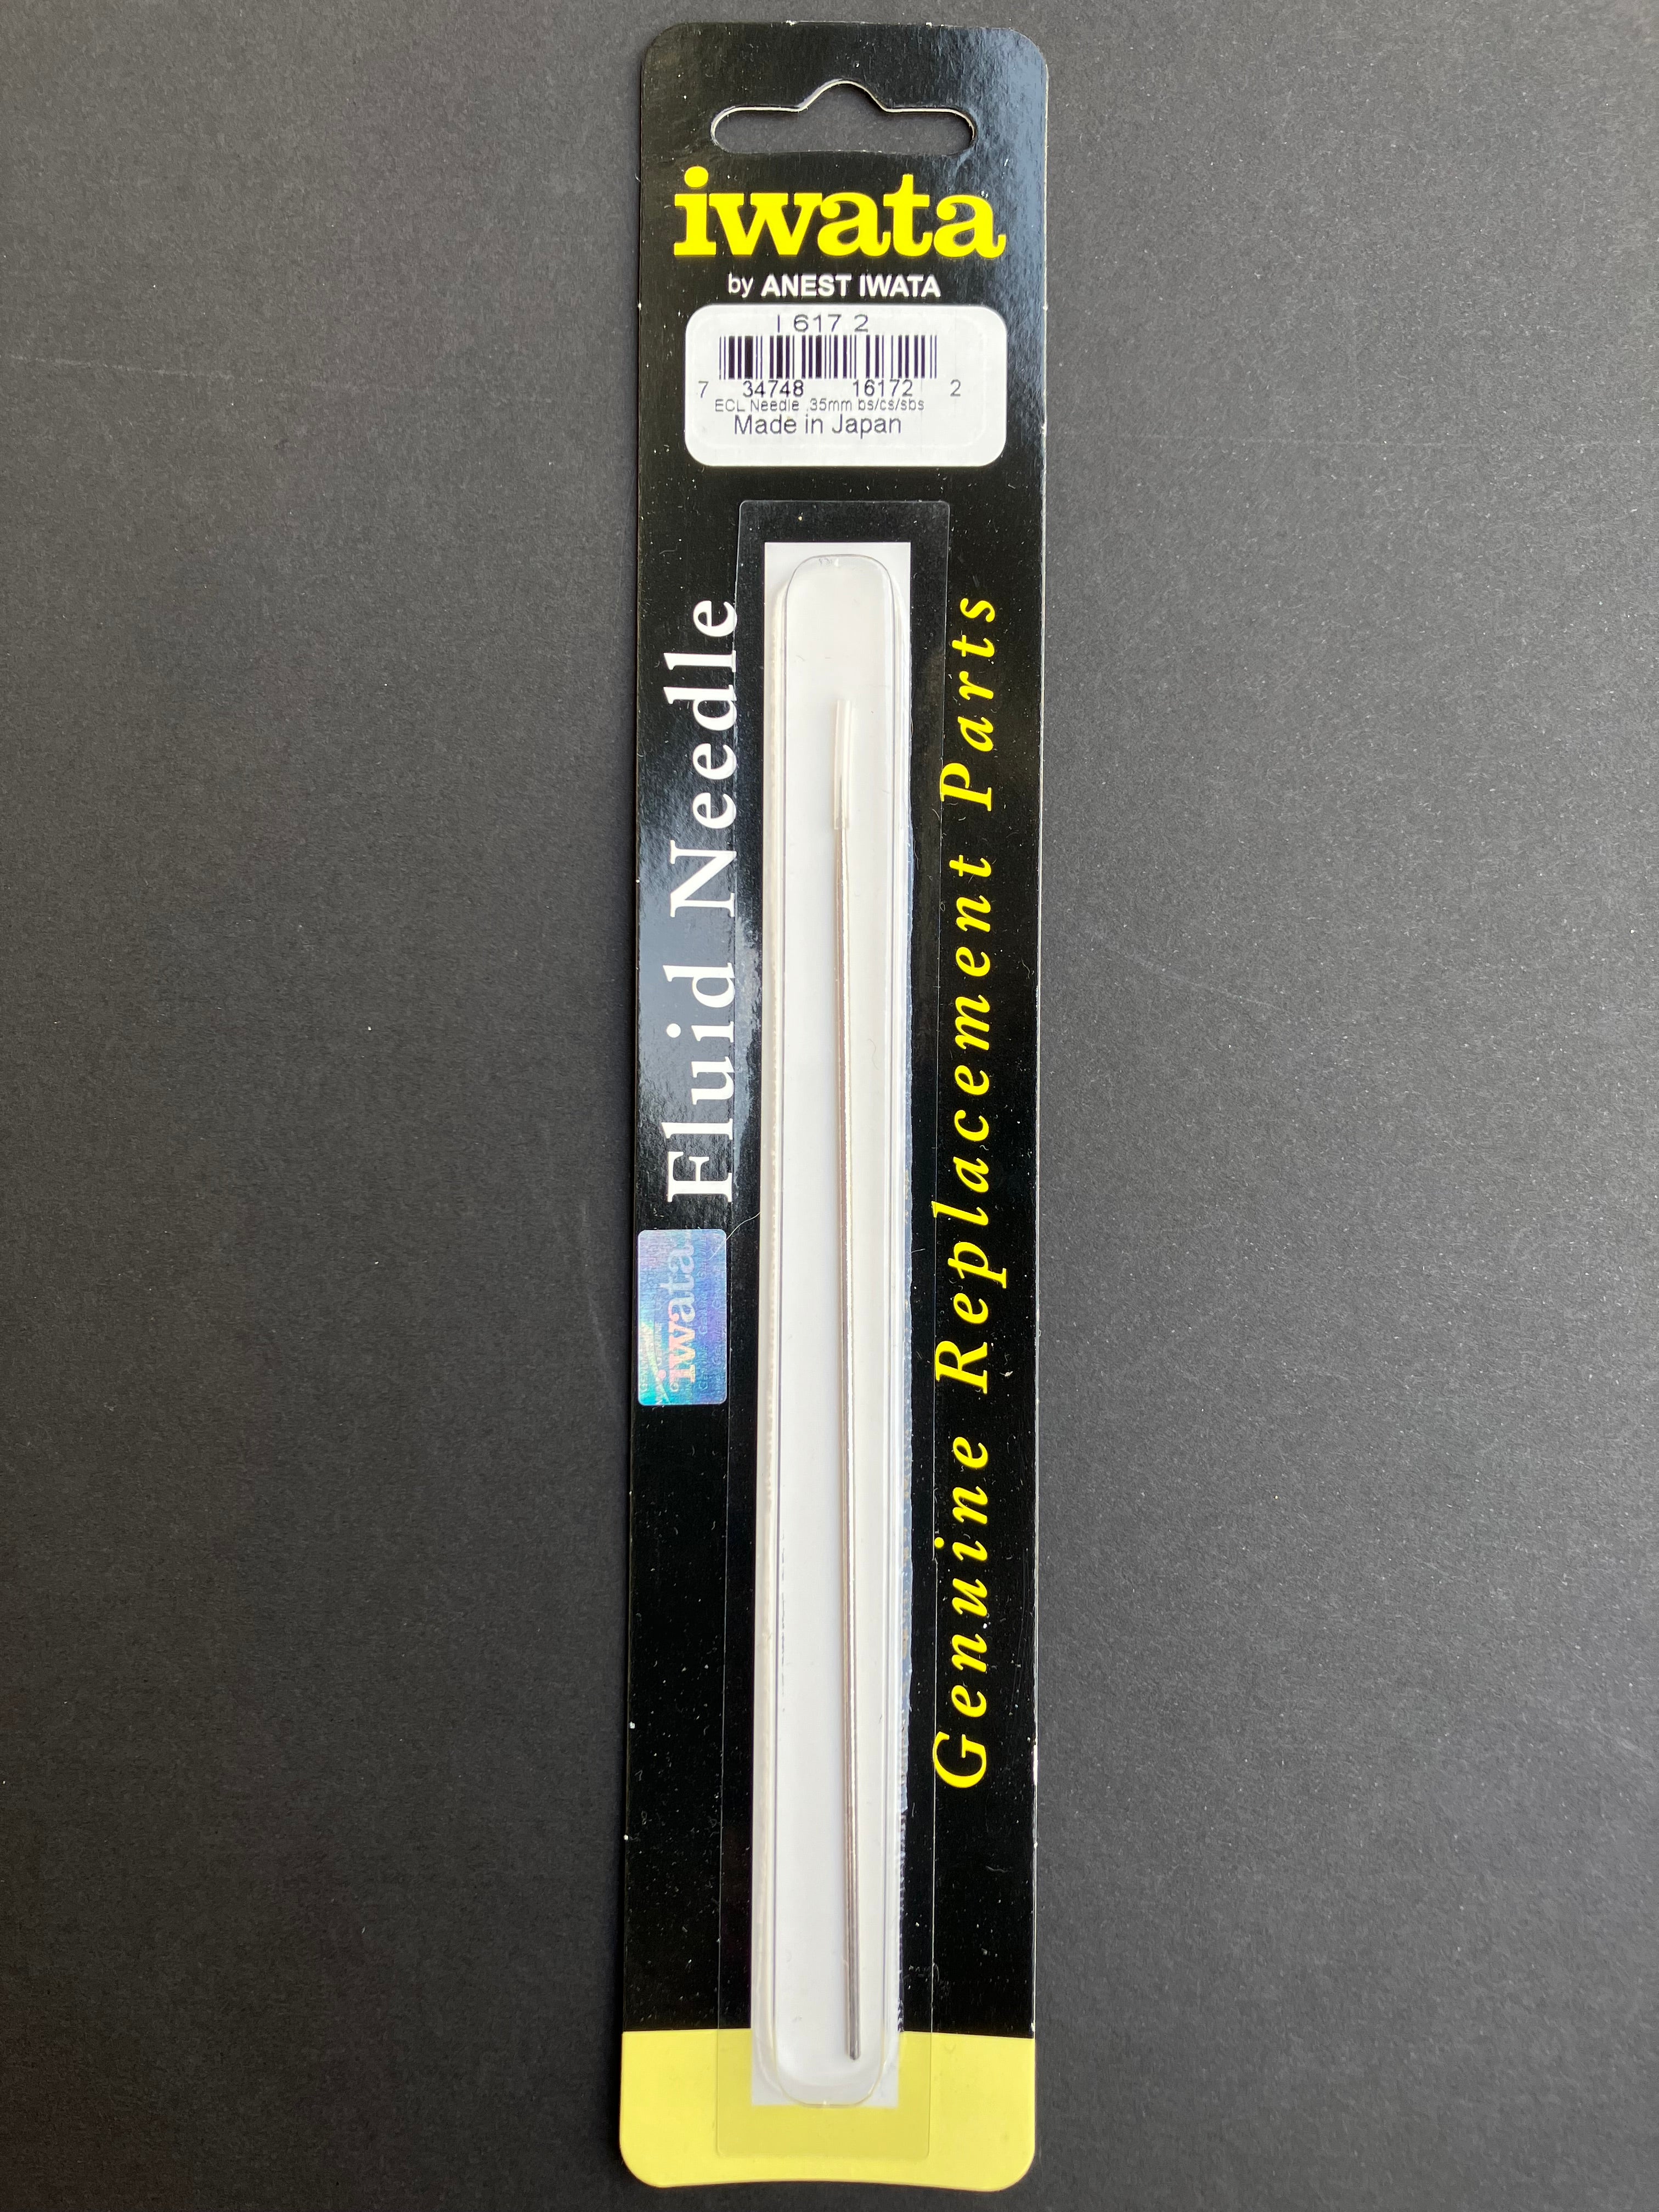 iwata
by ANEST IWATA
I 617 2
7 34748 16172 2
ECL Needle .35mm bs/cs/sbs
Made in Japan
Fluid Needle
Genuine Replacement Parts
iwata